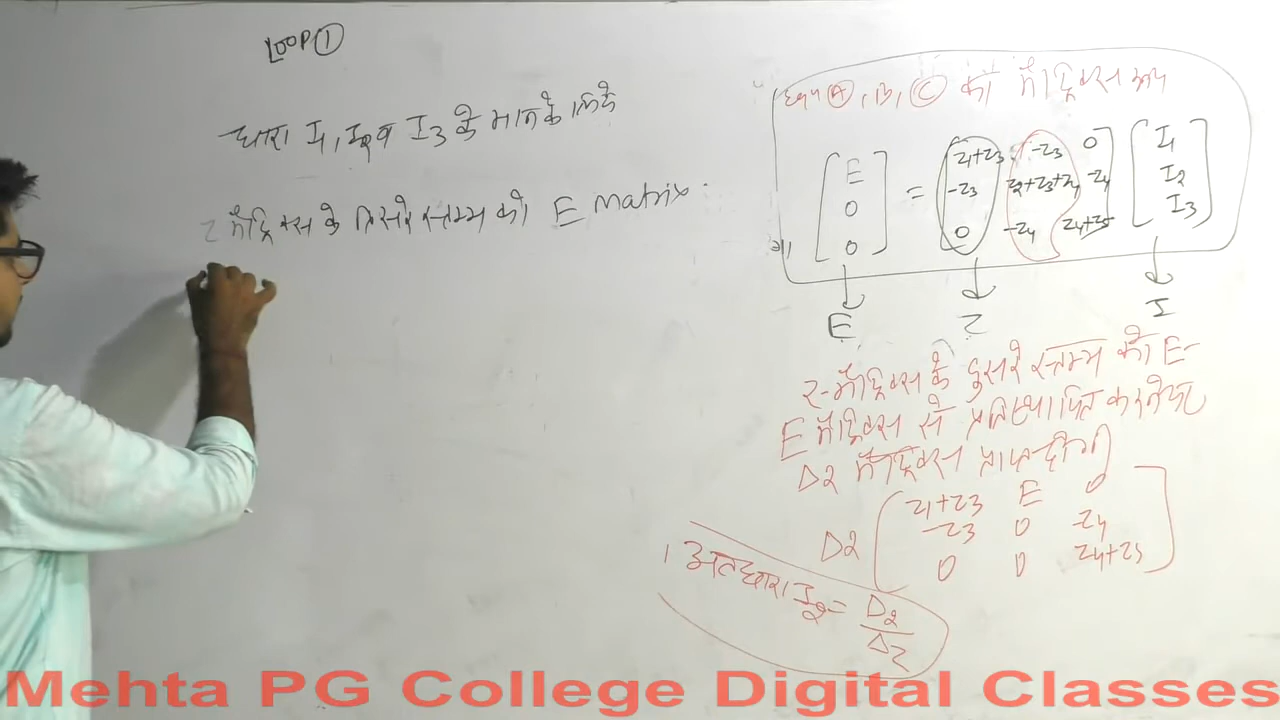 LOOP ①
धारा I1, I2 व I3 के मान के लिये
Z मैट्रिक्स के तिसरे स्तम्भ को E Matrix
eqn Ⓐ, B, Ⓒ का मैट्रिक्स रूप
E Z1+Z3 -Z3 0 I1
0 = -Z3 Z2+Z3+Z4 -Z4 I2
0 0 -Z4 Z4+Z5 I3
E Z I
Z-मैट्रिक्स के दुसरे स्तम्भ को E-
E मैट्रिक्स से प्रतिस्थापित करने पर
Δ2 मैट्रिक्स प्राप्त होगी
Z1+Z3 E 0
Δ2 -Z3 0 -Z4
0 0 Z4+Z5
अतः धारा I2 = Δ2
ΔZ
Mehta PG College Digital Classes